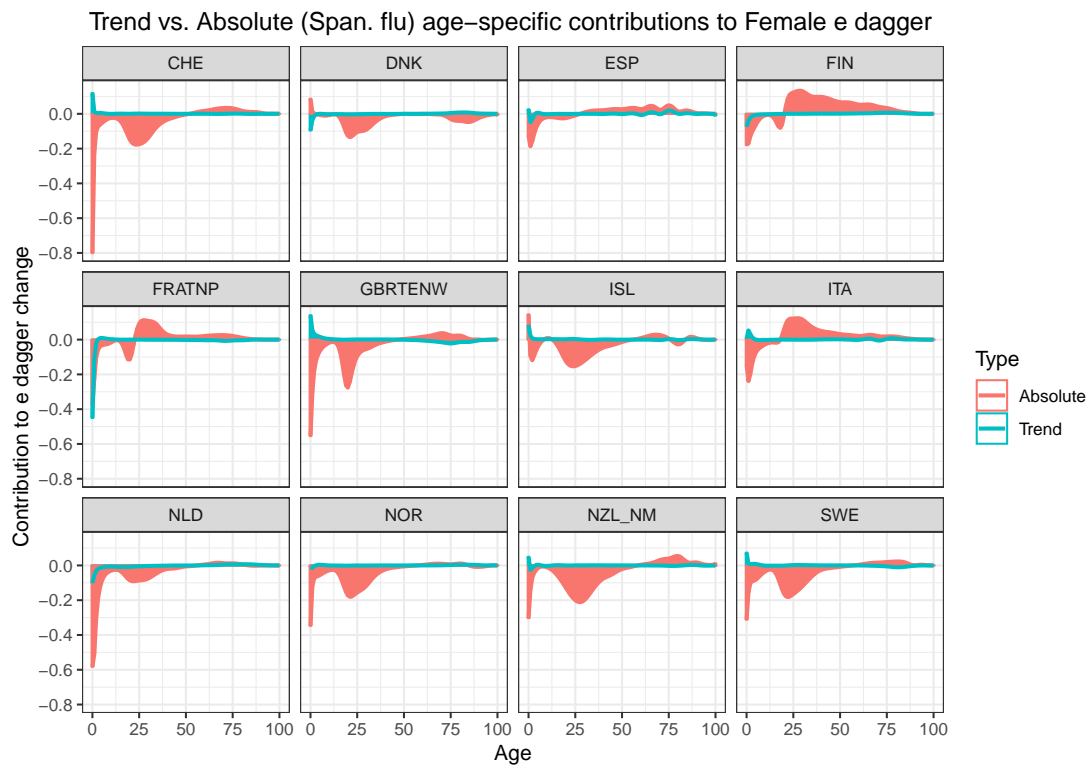 Trend vs. Absolute (Span. flu) age−specific contributions to Female e dagger
CHE
DNK
ESP
FIN
0.0
−0.2
−0.4
−0.6
−0.8
FRATNP
GBRTENW
ISL
ITA
0.0
−0.2
−0.4
−0.6
−0.8
NLD
NOR
NZL_NM
SWE
0.0
−0.2
−0.4
−0.6
−0.8
0 25 50 75 100
0 25 50 75 100
0 25 50 75 100
0 25 50 75 100
Age
Contribution to e dagger change
Type
Absolute
Trend